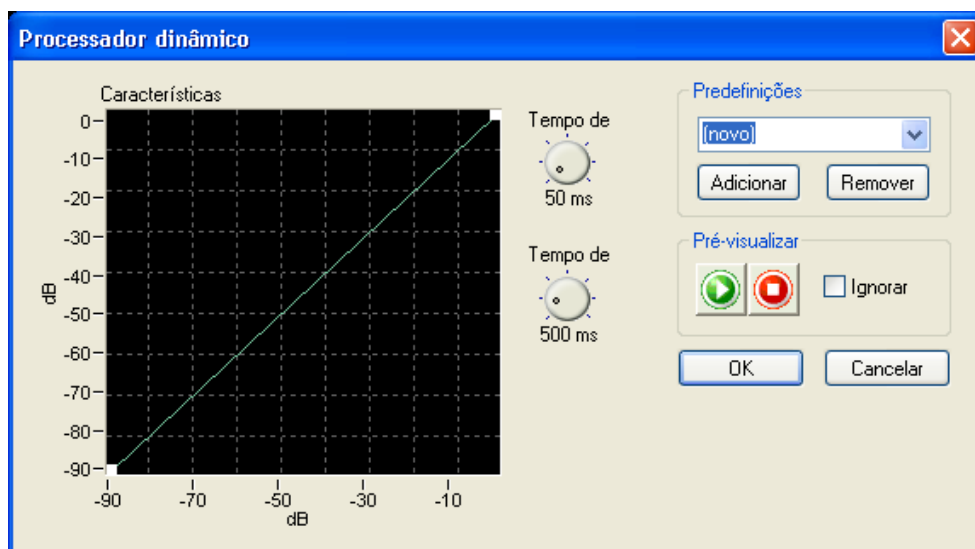 Processador dinâmico
Características
0
-10
-20
-30
-40
-50
-60
-70
-80
-90
dB
-90
-70
-50
-30
-10
dB
Tempo de
50 ms
Tempo de
500 ms
Predefinições
(novo)
Adicionar
Remover
Pré-visualizar
Ignorar
OK
Cancelar